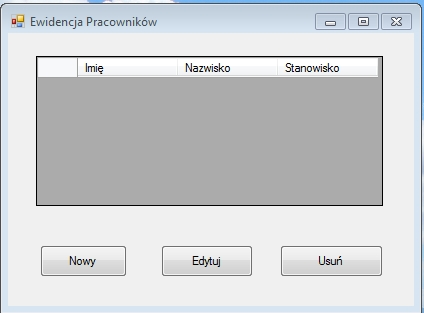 Ewidencja Pracowników
Imię Nazwisko Stanowisko
Nowy Edytuj Usuń